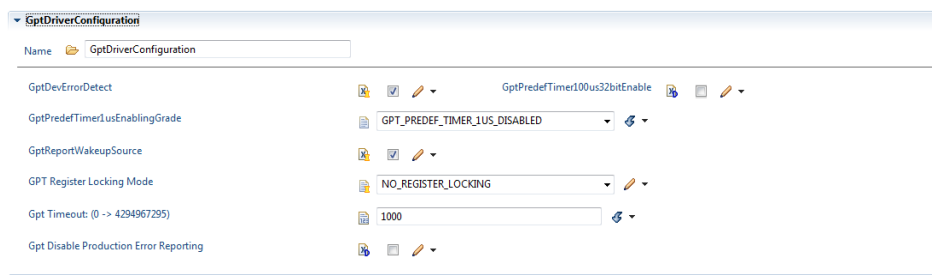 GptDriverConfiguration
Name GptDriverConfiguration
GptDevErrorDetect GptPredefTimer100us32bitEnable
GptPredefTimer1usEnablingGrade GPT_PREDEF_TIMER_1US_DISABLED
GptReportWakeupSource
GPT Register Locking Mode NO_REGISTER_LOCKING
Gpt Timeout: (0 -> 4294967295) 1000
Gpt Disable Production Error Reporting